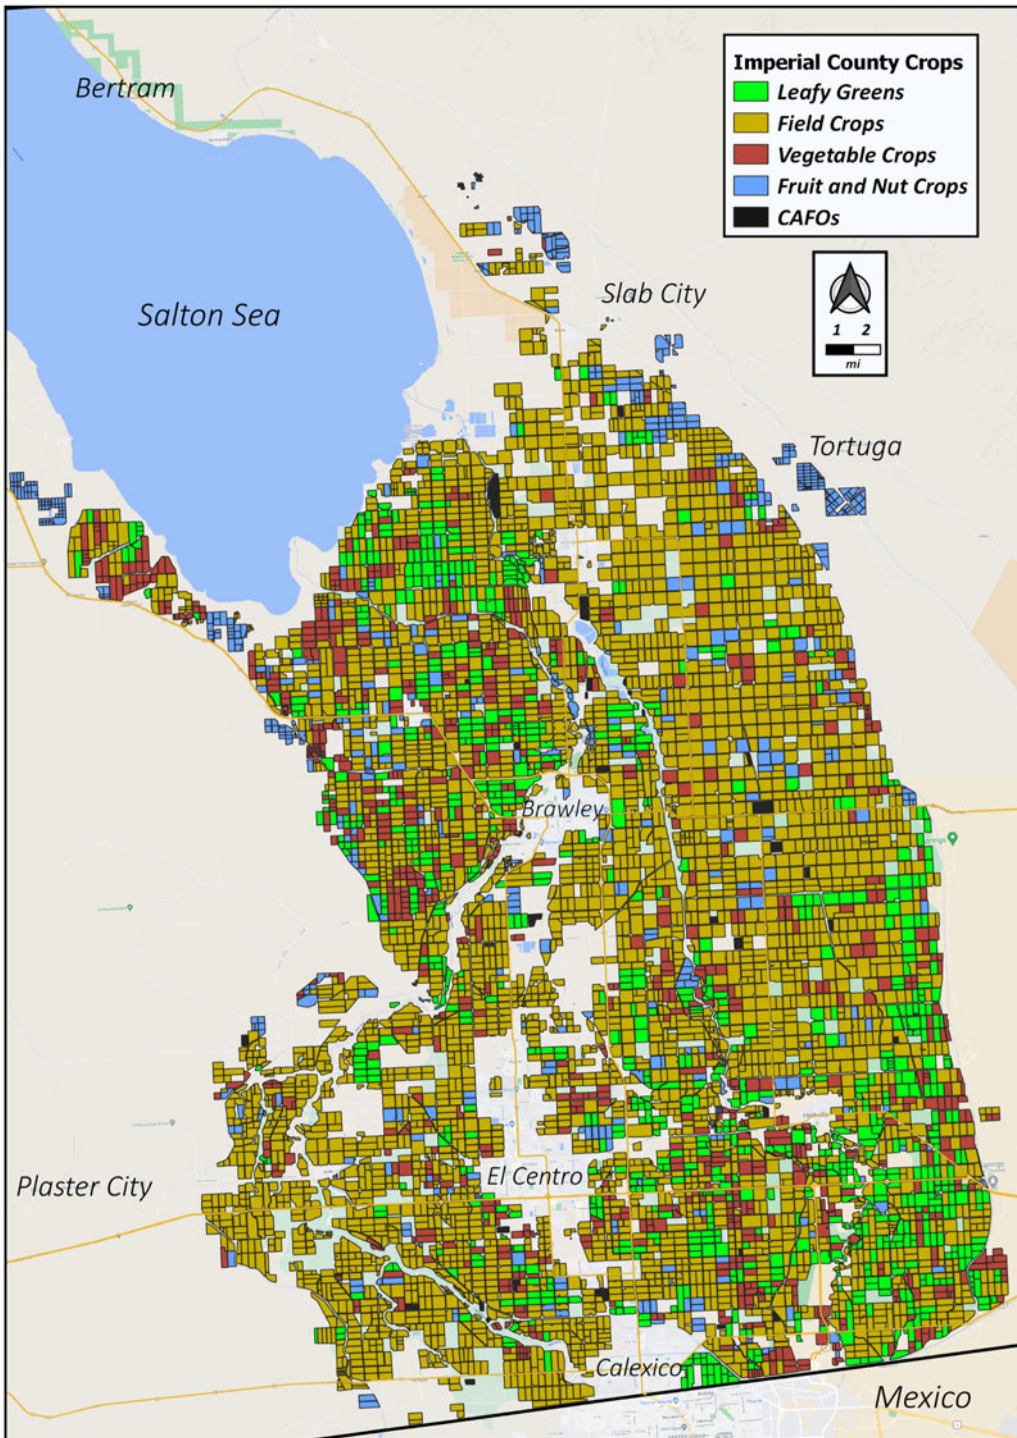 Bertram
Imperial County Crops
Leafy Greens
Field Crops
Vegetable Crops
Fruit and Nut Crops
CAFOs
1 2
mi
Slab City
Salton Sea
Tortuga
Brawley
Plaster City
El Centro
Calexico
Mexico